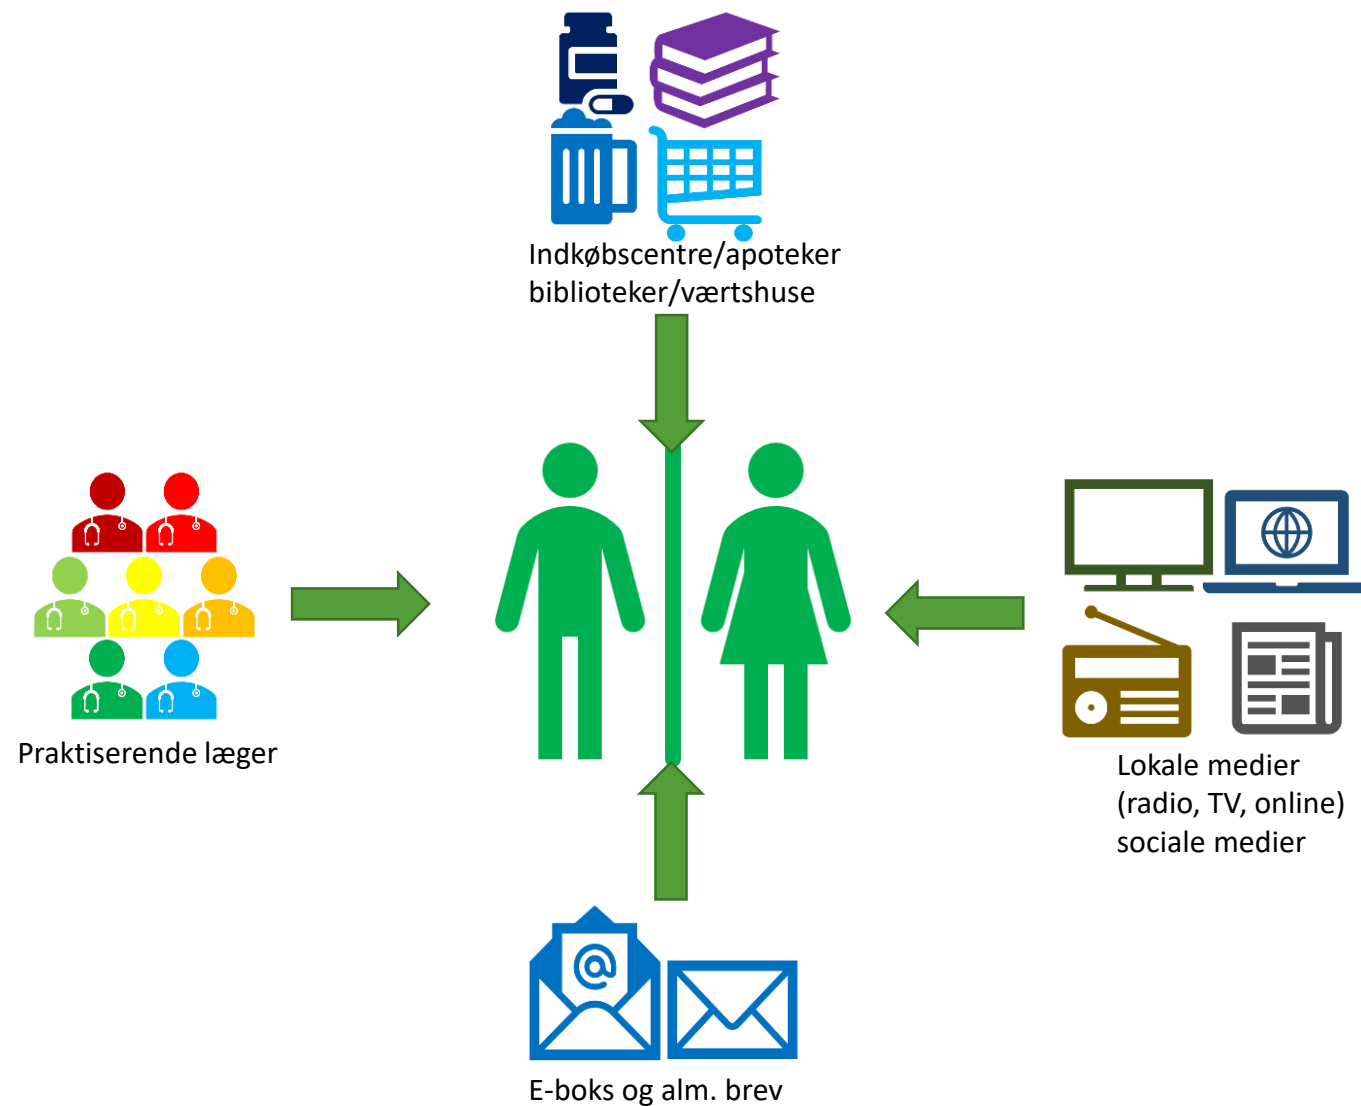 Indkøbscentre/apoteker
biblioteker/værtshuse
Praktiserende læger
Lokale medier
(radio, TV, online)
sociale medier
@
E-boks og alm. brev